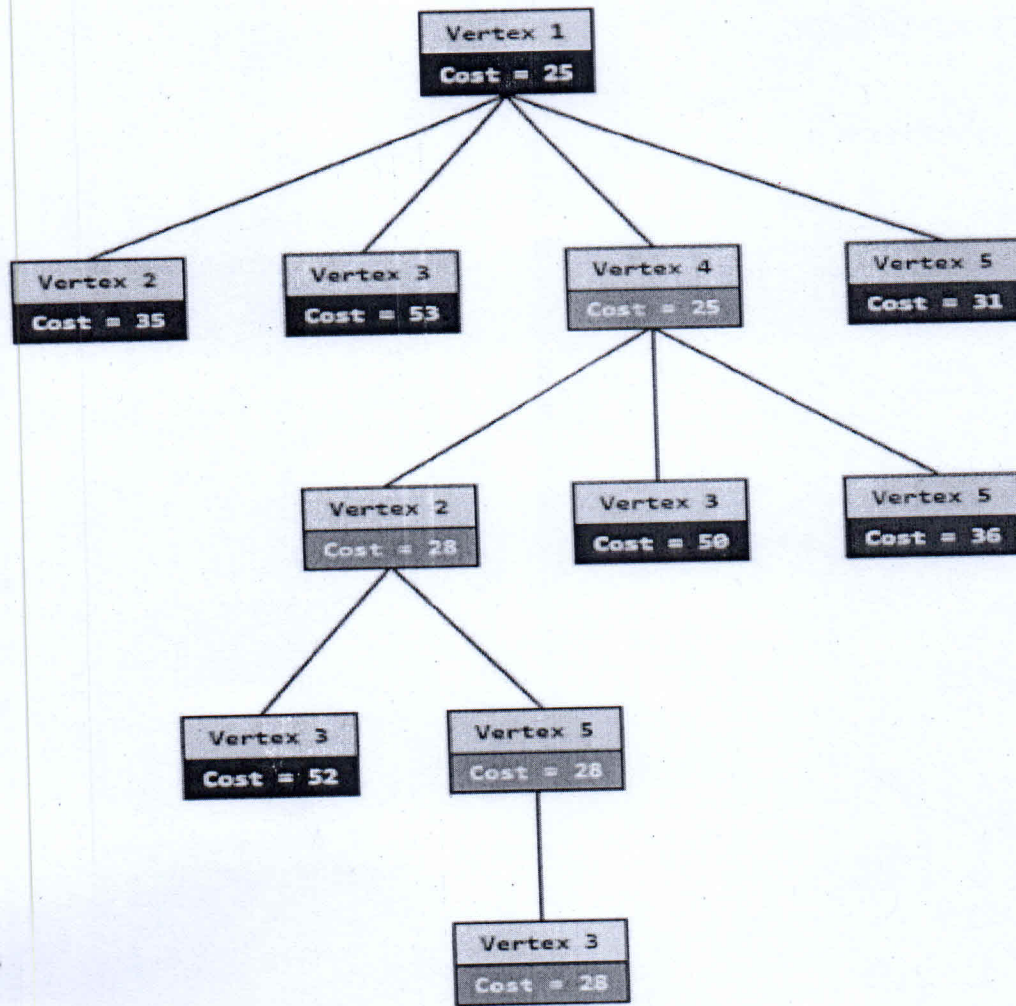 Vertex 1
Cost = 25
Vertex 2
Cost = 35
Vertex 3
Cost = 53
Vertex 4
Cost = 25
Vertex 5
Cost = 31
Vertex 2
Cost = 28
Vertex 3
Cost = 50
Vertex 5
Cost = 36
Vertex 3
Cost = 52
Vertex 5
Cost = 28
Vertex 3
Cost = 28